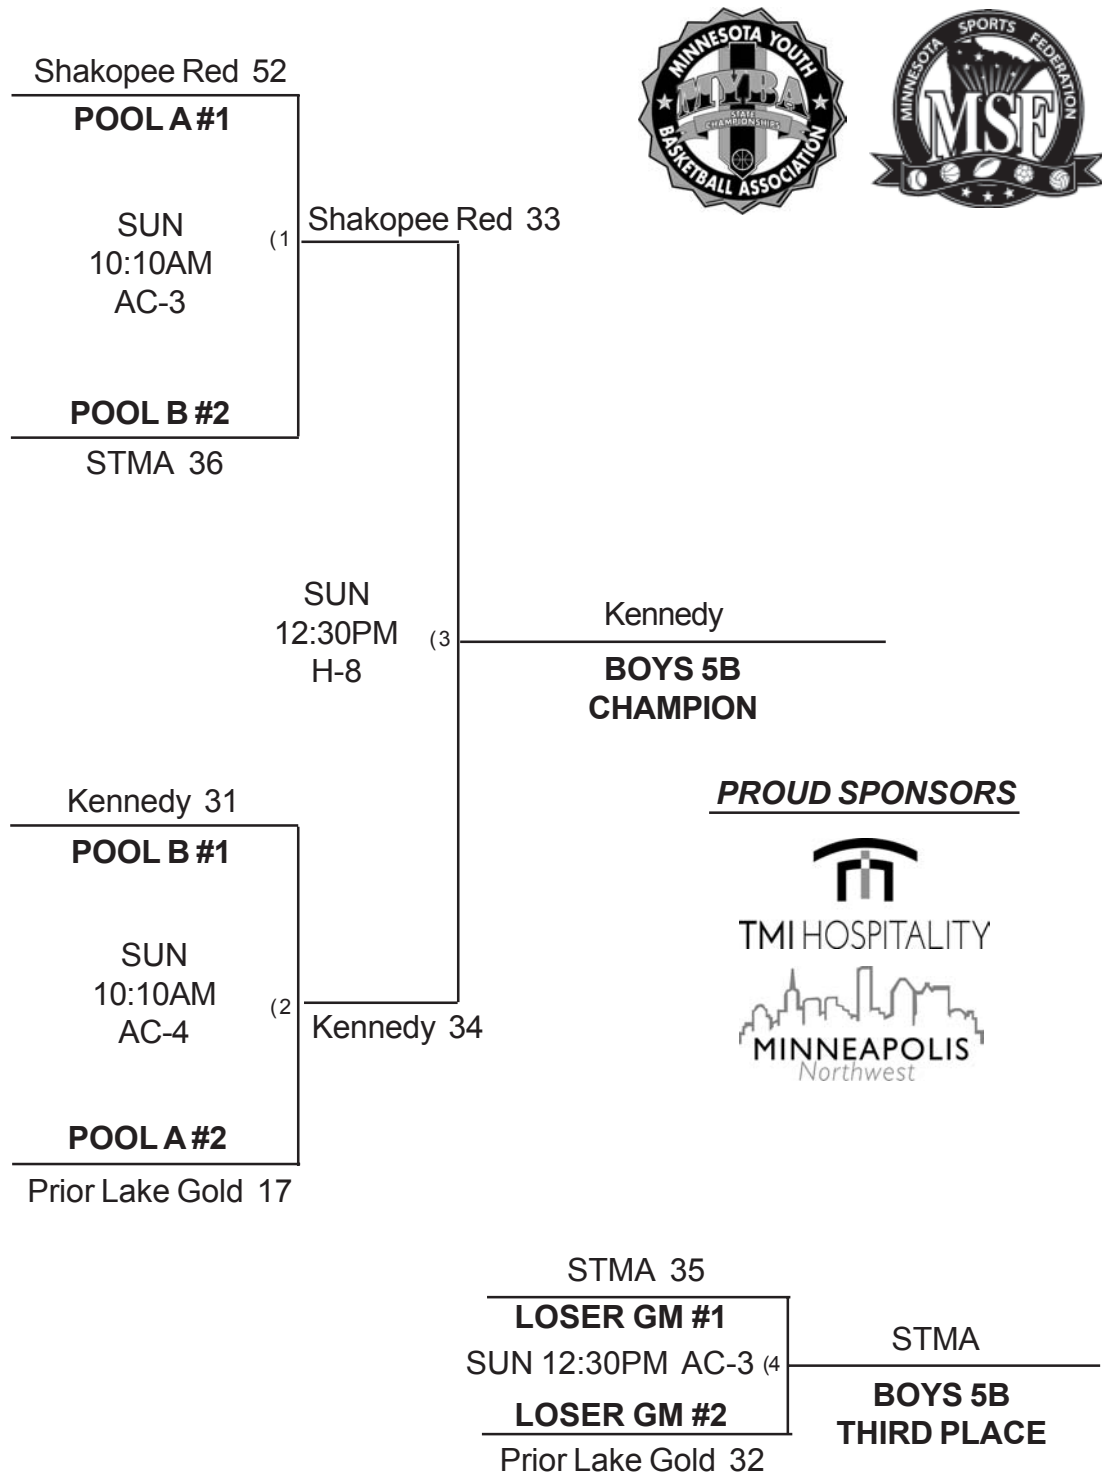 MINNESOTA YOUTH
MYBA
STATE
CHAMPIONSHIPS
BASKETBALL ASSOCIATION
MINNESOTA SPORTS FEDERATION
MSF
Shakopee Red 52
POOL A #1
SUN
10:10AM
AC-3
(1
Shakopee Red 33
POOL B #2
STMA 36
SUN
12:30PM
H-8
(3
Kennedy
BOYS 5B
CHAMPION
Kennedy 31
POOL B #1
SUN
10:10AM
AC-4
(2
Kennedy 34
POOL A #2
Prior Lake Gold 17
PROUD SPONSORS
TMI HOSPITALITY
MINNEAPOLIS
Northwest
STMA 35
LOSER GM #1
SUN 12:30PM AC-3 (4
LOSER GM #2
Prior Lake Gold 32
STMA
BOYS 5B
THIRD PLACE